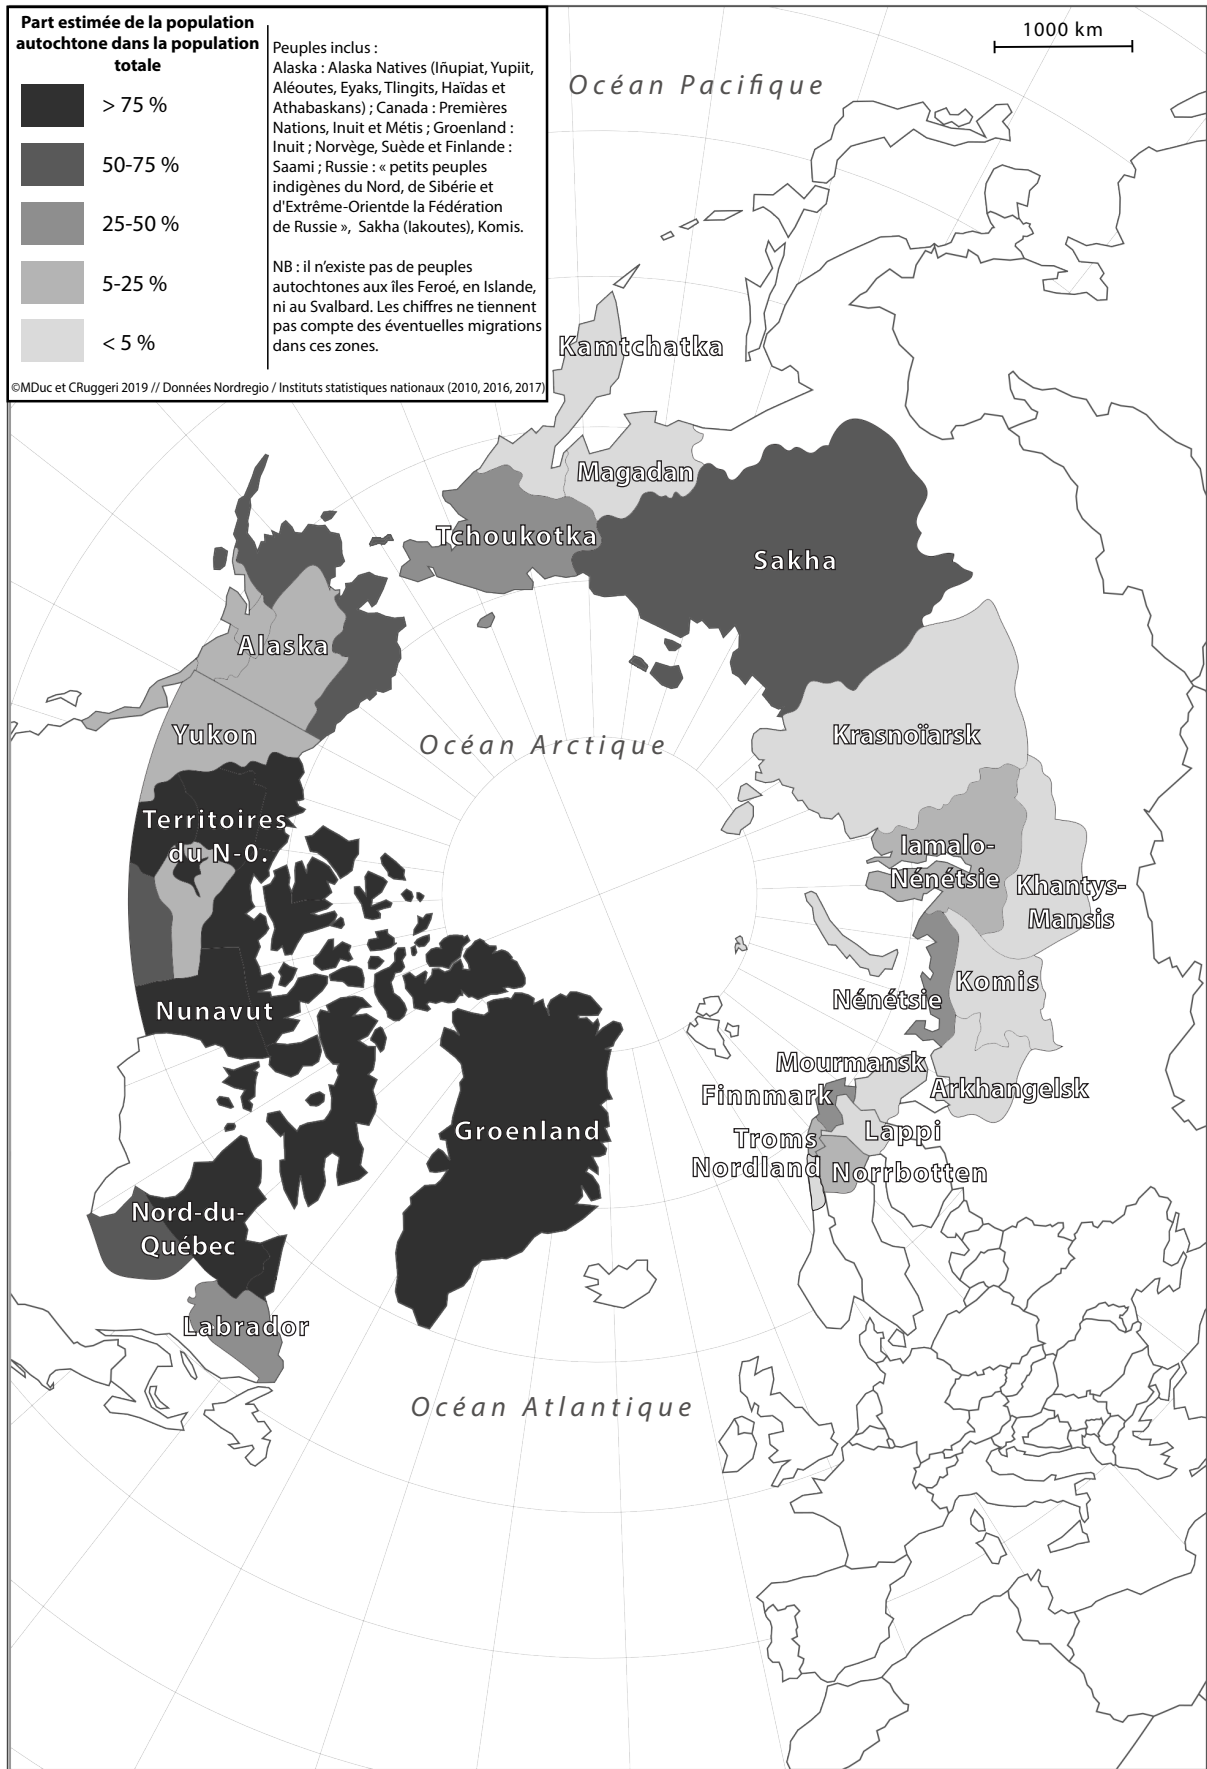 Part estimée de la population
autochtone dans la population
totale
> 75 %
50-75 %
25-50 %
5-25 %
< 5 %
Peuples inclus :
Alaska : Alaska Natives (Iñupiat, Yupiit,
Aléoutes, Eyaks, Tlingits, Haïdas et
Athabaskans) ; Canada : Premières
Nations, Inuit et Métis ; Groenland :
Inuit ; Norvège, Suède et Finlande :
Saami ; Russie : « petits peuples
indigènes du Nord, de Sibérie et
d'Extrême-Orientde la Fédération
de Russie », Sakha (Iakoutes), Komis.
NB : il n’existe pas de peuples
autochtones aux îles Feroé, en Islande,
ni au Svalbard. Les chiffres ne tiennent
pas compte des éventuelles migrations
dans ces zones.
©MDuc et CRuggeri 2019 // Données Nordregio / Instituts statistiques nationaux (2010, 2016, 2017)
1000 km
Océan Pacifique
Kamtchatka
Magadan
Tchoukotka
Sakha
Alaska
Yukon
Océan Arctique
Krasnoïarsk
Territoires
du N-0.
Iamalo-
Nénétsie
Khantys-
Mansis
Komis
Nénétsie
Nunavut
Mourmansk
Finnmark
Arkhangelsk
Groenland
Troms
Lappi
Nordland
Norrbotten
Nord-du-
Québec
Labrador
Océan Atlantique